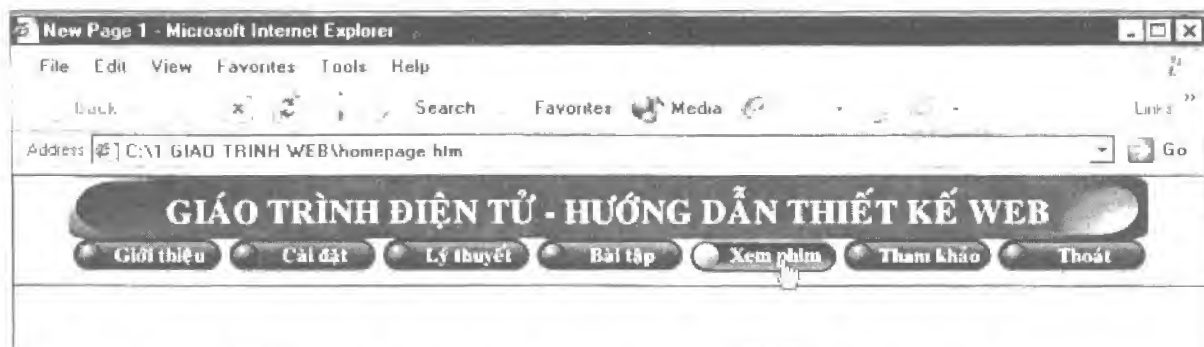 New Page 1 - Microsoft Internet Explorer
File Edit View Favorites Tools Help
Back Search Favorites Media Links »
Address C:\1 GIAO TRINH WEB\homepage.htm Go
GIÁO TRÌNH ĐIỆN TỬ - HƯỚNG DẪN THIẾT KẾ WEB
Giới thiệu Cài đặt Lý thuyết Bài tập Xem phim Tham khảo Thoát